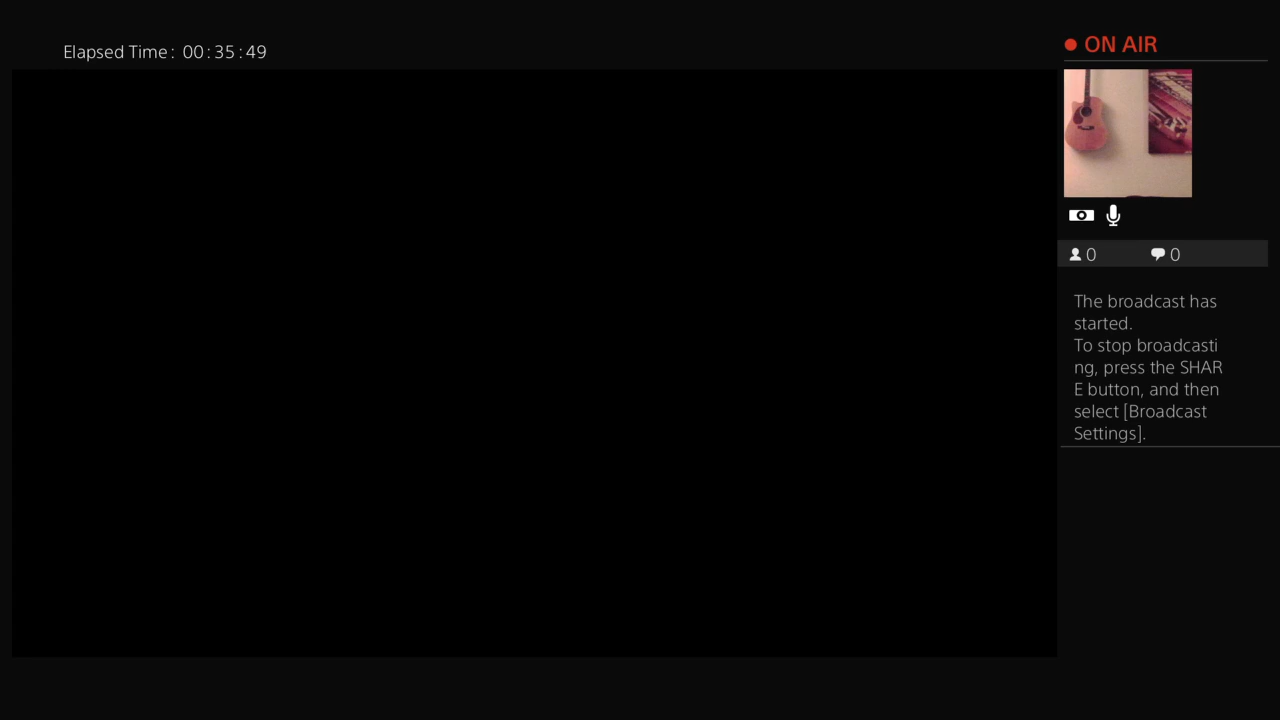 Elapsed Time: 00:35:49
ON AIR
0
0
The broadcast has
started.
To stop broadcasti
ng, press the SHAR
E button, and then
select [Broadcast
Settings].